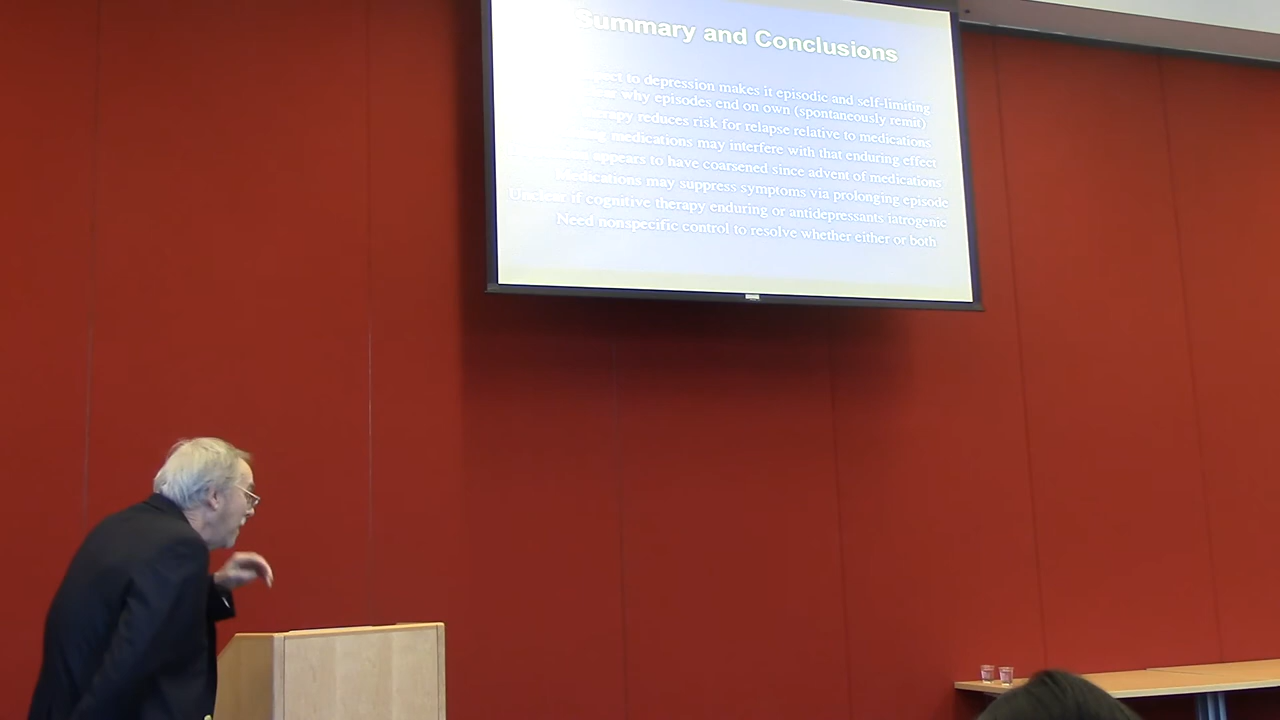 Summary and Conclusions
to depression makes it episodic and self-limiting
why episodes end on own (spontaneously remit)
reduces risk for relapse relative to medications
medications may interfere with that enduring effect
appears to have coarsened since advent of medications
Medications may suppress symptoms via prolonging episode
Unclear if cognitive therapy enduring or antidepressants iatrogenic
Need nonspecific control to resolve whether either or both